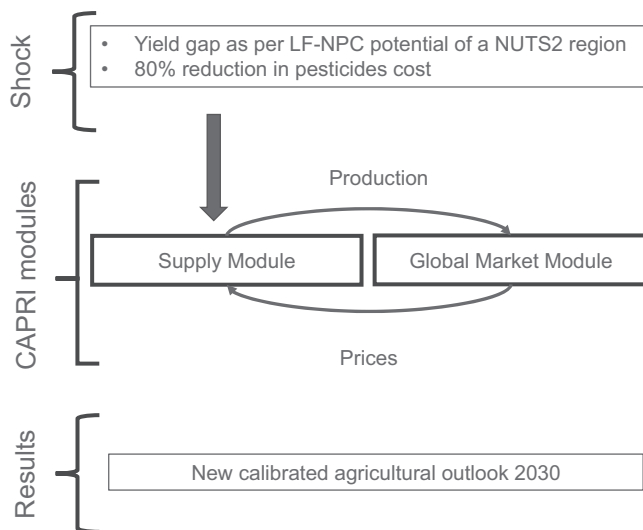 Shock
• Yield gap as per LF-NPC potential of a NUTS2 region
• 80% reduction in pesticides cost
CAPRI modules
Production
Supply Module
Global Market Module
Prices
Results
New calibrated agricultural outlook 2030